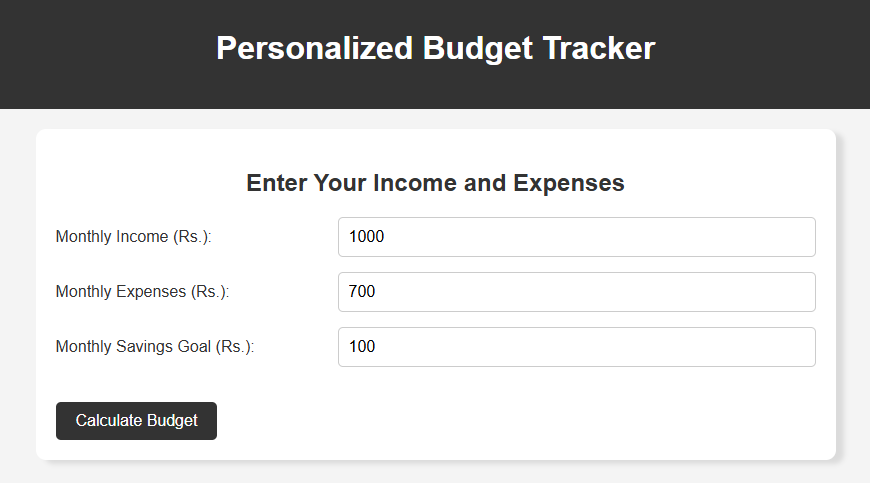 Personalized Budget Tracker
Enter Your Income and Expenses
Monthly Income (Rs.): 1000
Monthly Expenses (Rs.): 700
Monthly Savings Goal (Rs.): 100
Calculate Budget